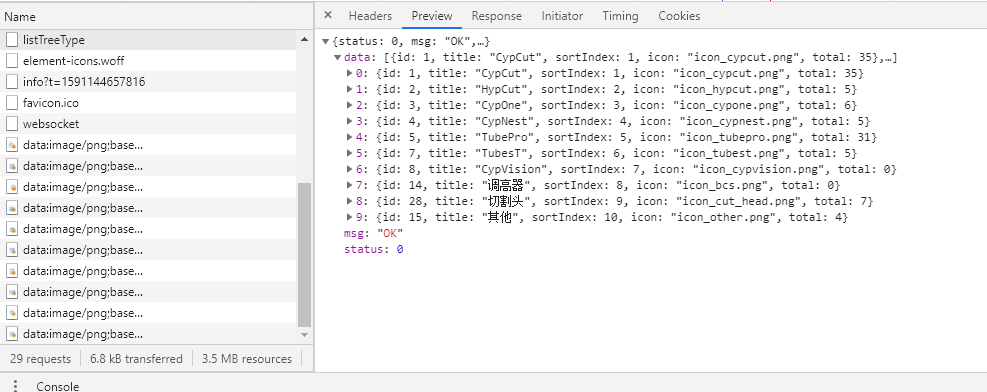 Name
× Headers Preview Response Initiator Timing Cookies
listTreeType
element-icons.woff
info?t=1591144657816
favicon.ico
websocket
data:image/png;base...
data:image/png;base...
data:image/png;base...
data:image/png;base...
data:image/png;base...
data:image/png;base...
data:image/png;base...
data:image/png;base...
data:image/png;base...
data:image/png;base...
{status: 0, msg: "OK",…}
data: [{id: 1, title: "CypCut", sortIndex: 1, icon: "icon_cypcut.png", total: 35},…]
0: {id: 1, title: "CypCut", sortIndex: 1, icon: "icon_cypcut.png", total: 35}
1: {id: 2, title: "HypCut", sortIndex: 2, icon: "icon_hypcut.png", total: 5}
2: {id: 3, title: "CypOne", sortIndex: 3, icon: "icon_cypone.png", total: 6}
3: {id: 4, title: "CypNest", sortIndex: 4, icon: "icon_cypnest.png", total: 5}
4: {id: 5, title: "TubePro", sortIndex: 5, icon: "icon_tubepro.png", total: 31}
5: {id: 7, title: "TubesT", sortIndex: 6, icon: "icon_tubest.png", total: 5}
6: {id: 8, title: "CypVision", sortIndex: 7, icon: "icon_cypvision.png", total: 0}
7: {id: 14, title: "调高器", sortIndex: 8, icon: "icon_bcs.png", total: 0}
8: {id: 28, title: "切割头", sortIndex: 9, icon: "icon_cut_head.png", total: 7}
9: {id: 15, title: "其他", sortIndex: 10, icon: "icon_other.png", total: 4}
msg: "OK"
status: 0
29 requests 6.8 kB transferred 3.5 MB resources
Console